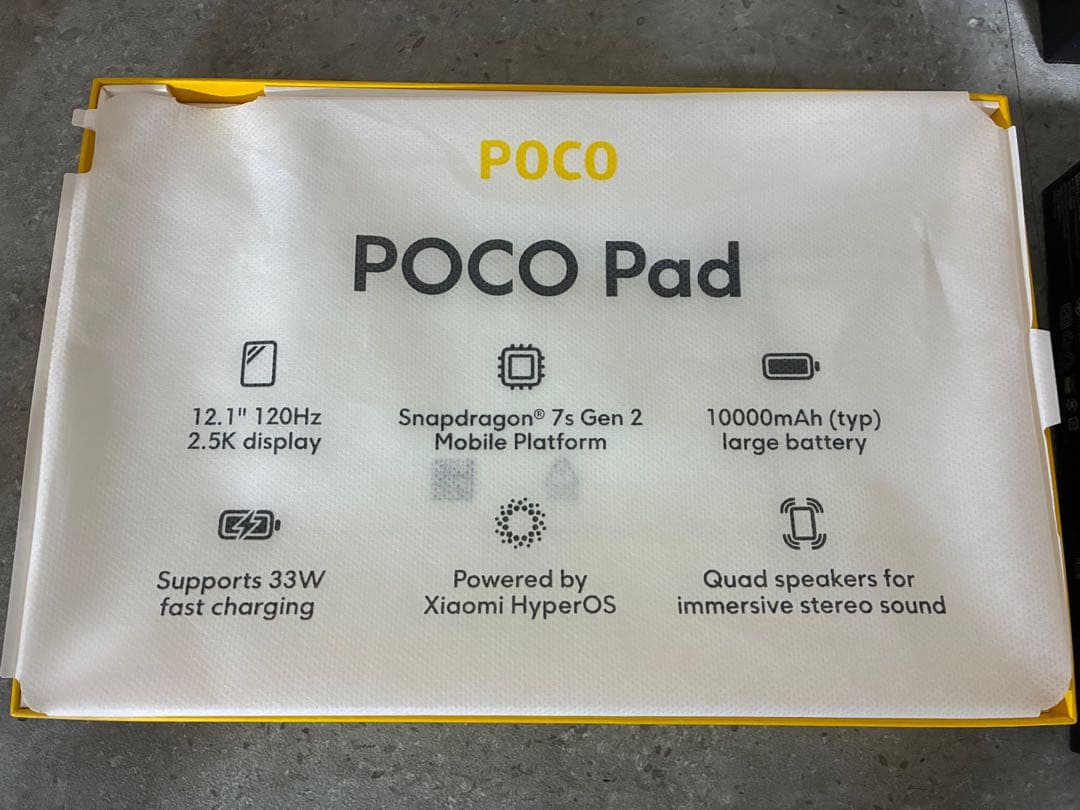 POCO
POCO Pad
12.1" 120Hz
2.5K display
Snapdragon® 7s Gen 2
Mobile Platform
10000mAh (typ)
large battery
Supports 33W
fast charging
Powered by
Xiaomi HyperOS
Quad speakers for
immersive stereo sound